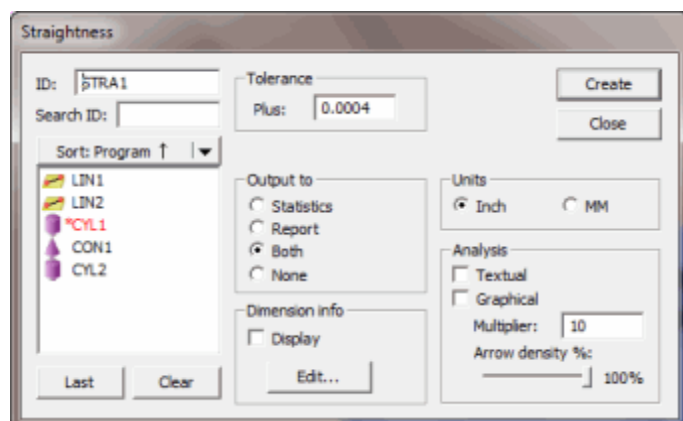 Straightness
ID: STRA1
Search ID:
Sort: Program ↑
LIN1
LIN2
*CYL1
CON1
CYL2
Last
Clear
Tolerance
Plus: 0.0004
Output to
Statistics
Report
Both
None
Dimension info
Display
Edit...
Create
Close
Units
Inch
MM
Analysis
Textual
Graphical
Multiplier: 10
Arrow density %:
100%